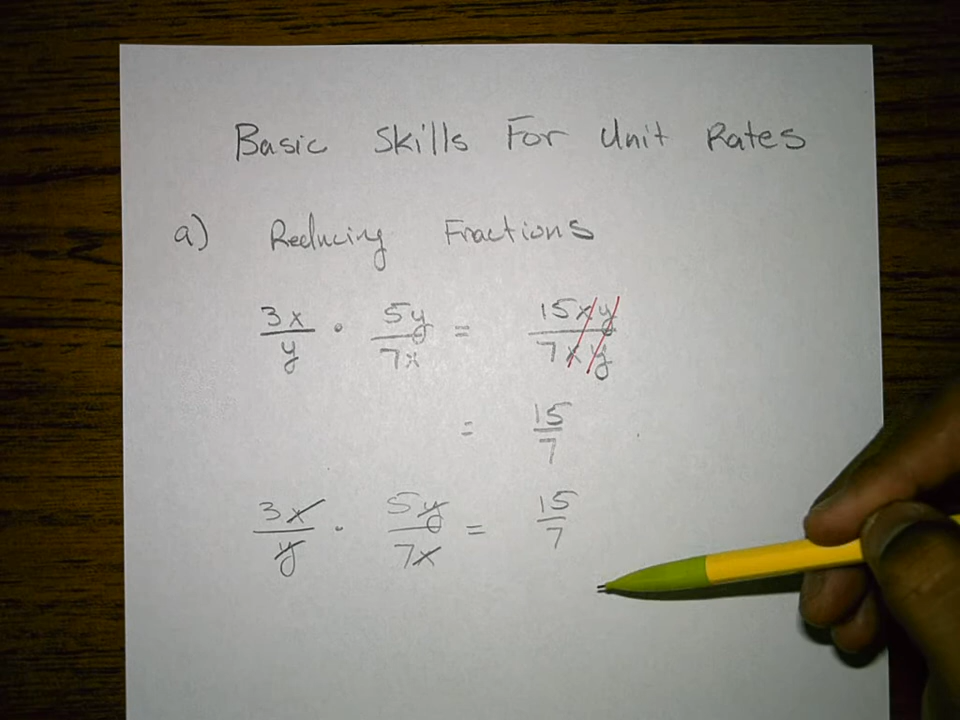 Basic Skills For Unit Rates
a) Reducing Fractions
3x/y · 5y/7x = 15xy/7xy
= 15/7
3x/y · 5y/7x = 15/7